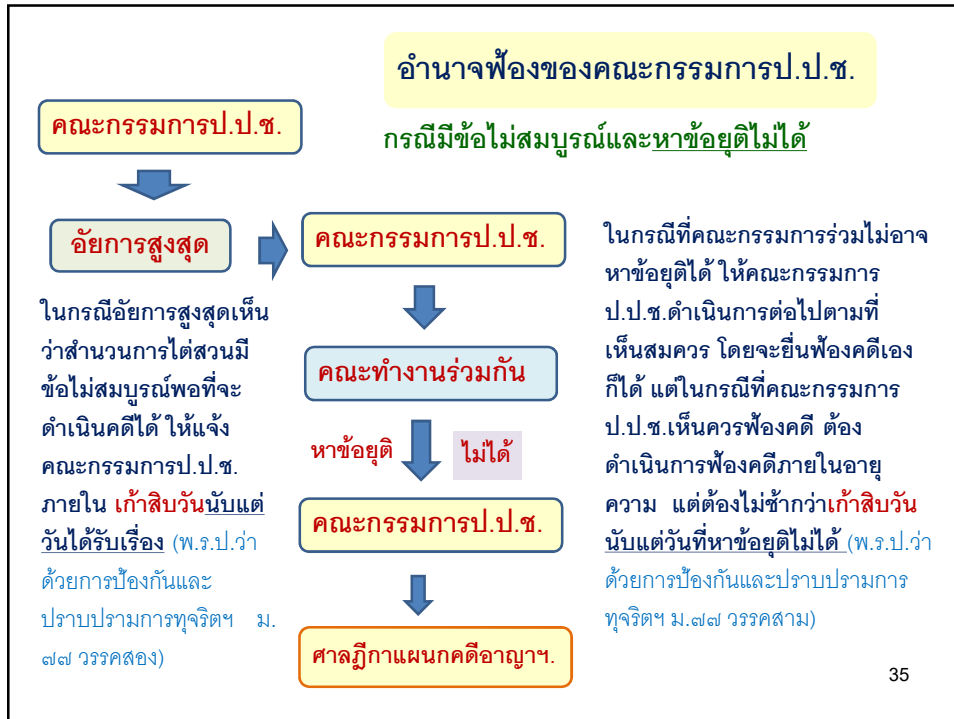 อำนาจฟ้องของคณะกรรมการป.ป.ช.
คณะกรรมการป.ป.ช.
กรณีมีข้อไม่สมบูรณ์และหาข้อยุติไม่ได้
อัยการสูงสุด
คณะกรรมการป.ป.ช.
ในกรณีอัยการสูงสุดเห็น
ว่าสำนวนการไต่สวนมี
ข้อไม่สมบูรณ์พอที่จะ
ดำเนินคดีได้ ให้แจ้ง
คณะกรรมการป.ป.ช.
ภายใน เก้าสิบวันนับแต่
วันได้รับเรื่อง (พ.ร.ป.ว่า
ด้วยการป้องกันและ
ปราบปรามการทุจริตฯ ม.
๗๗ วรรคสอง)
คณะทำงานร่วมกัน
หาข้อยุติ ไม่ได้
คณะกรรมการป.ป.ช.
ศาลฎีกาแผนกคดีอาญาฯ.
ในกรณีที่คณะกรรมการร่วมไม่อาจ
หาข้อยุติได้ ให้คณะกรรมการ
ป.ป.ช.ดำเนินการต่อไปตามที่
เห็นสมควร โดยจะยื่นฟ้องคดีเอง
ก็ได้ แต่ในกรณีที่คณะกรรมการ
ป.ป.ช.เห็นควรฟ้องคดี ต้อง
ดำเนินการฟ้องคดีภายในอายุ
ความ แต่ต้องไม่ช้ากว่าเก้าสิบวัน
นับแต่วันที่หาข้อยุติไม่ได้ (พ.ร.ป.ว่า
ด้วยการป้องกันและปราบปรามการ
ทุจริตฯ ม.๗๗ วรรคสาม)
35